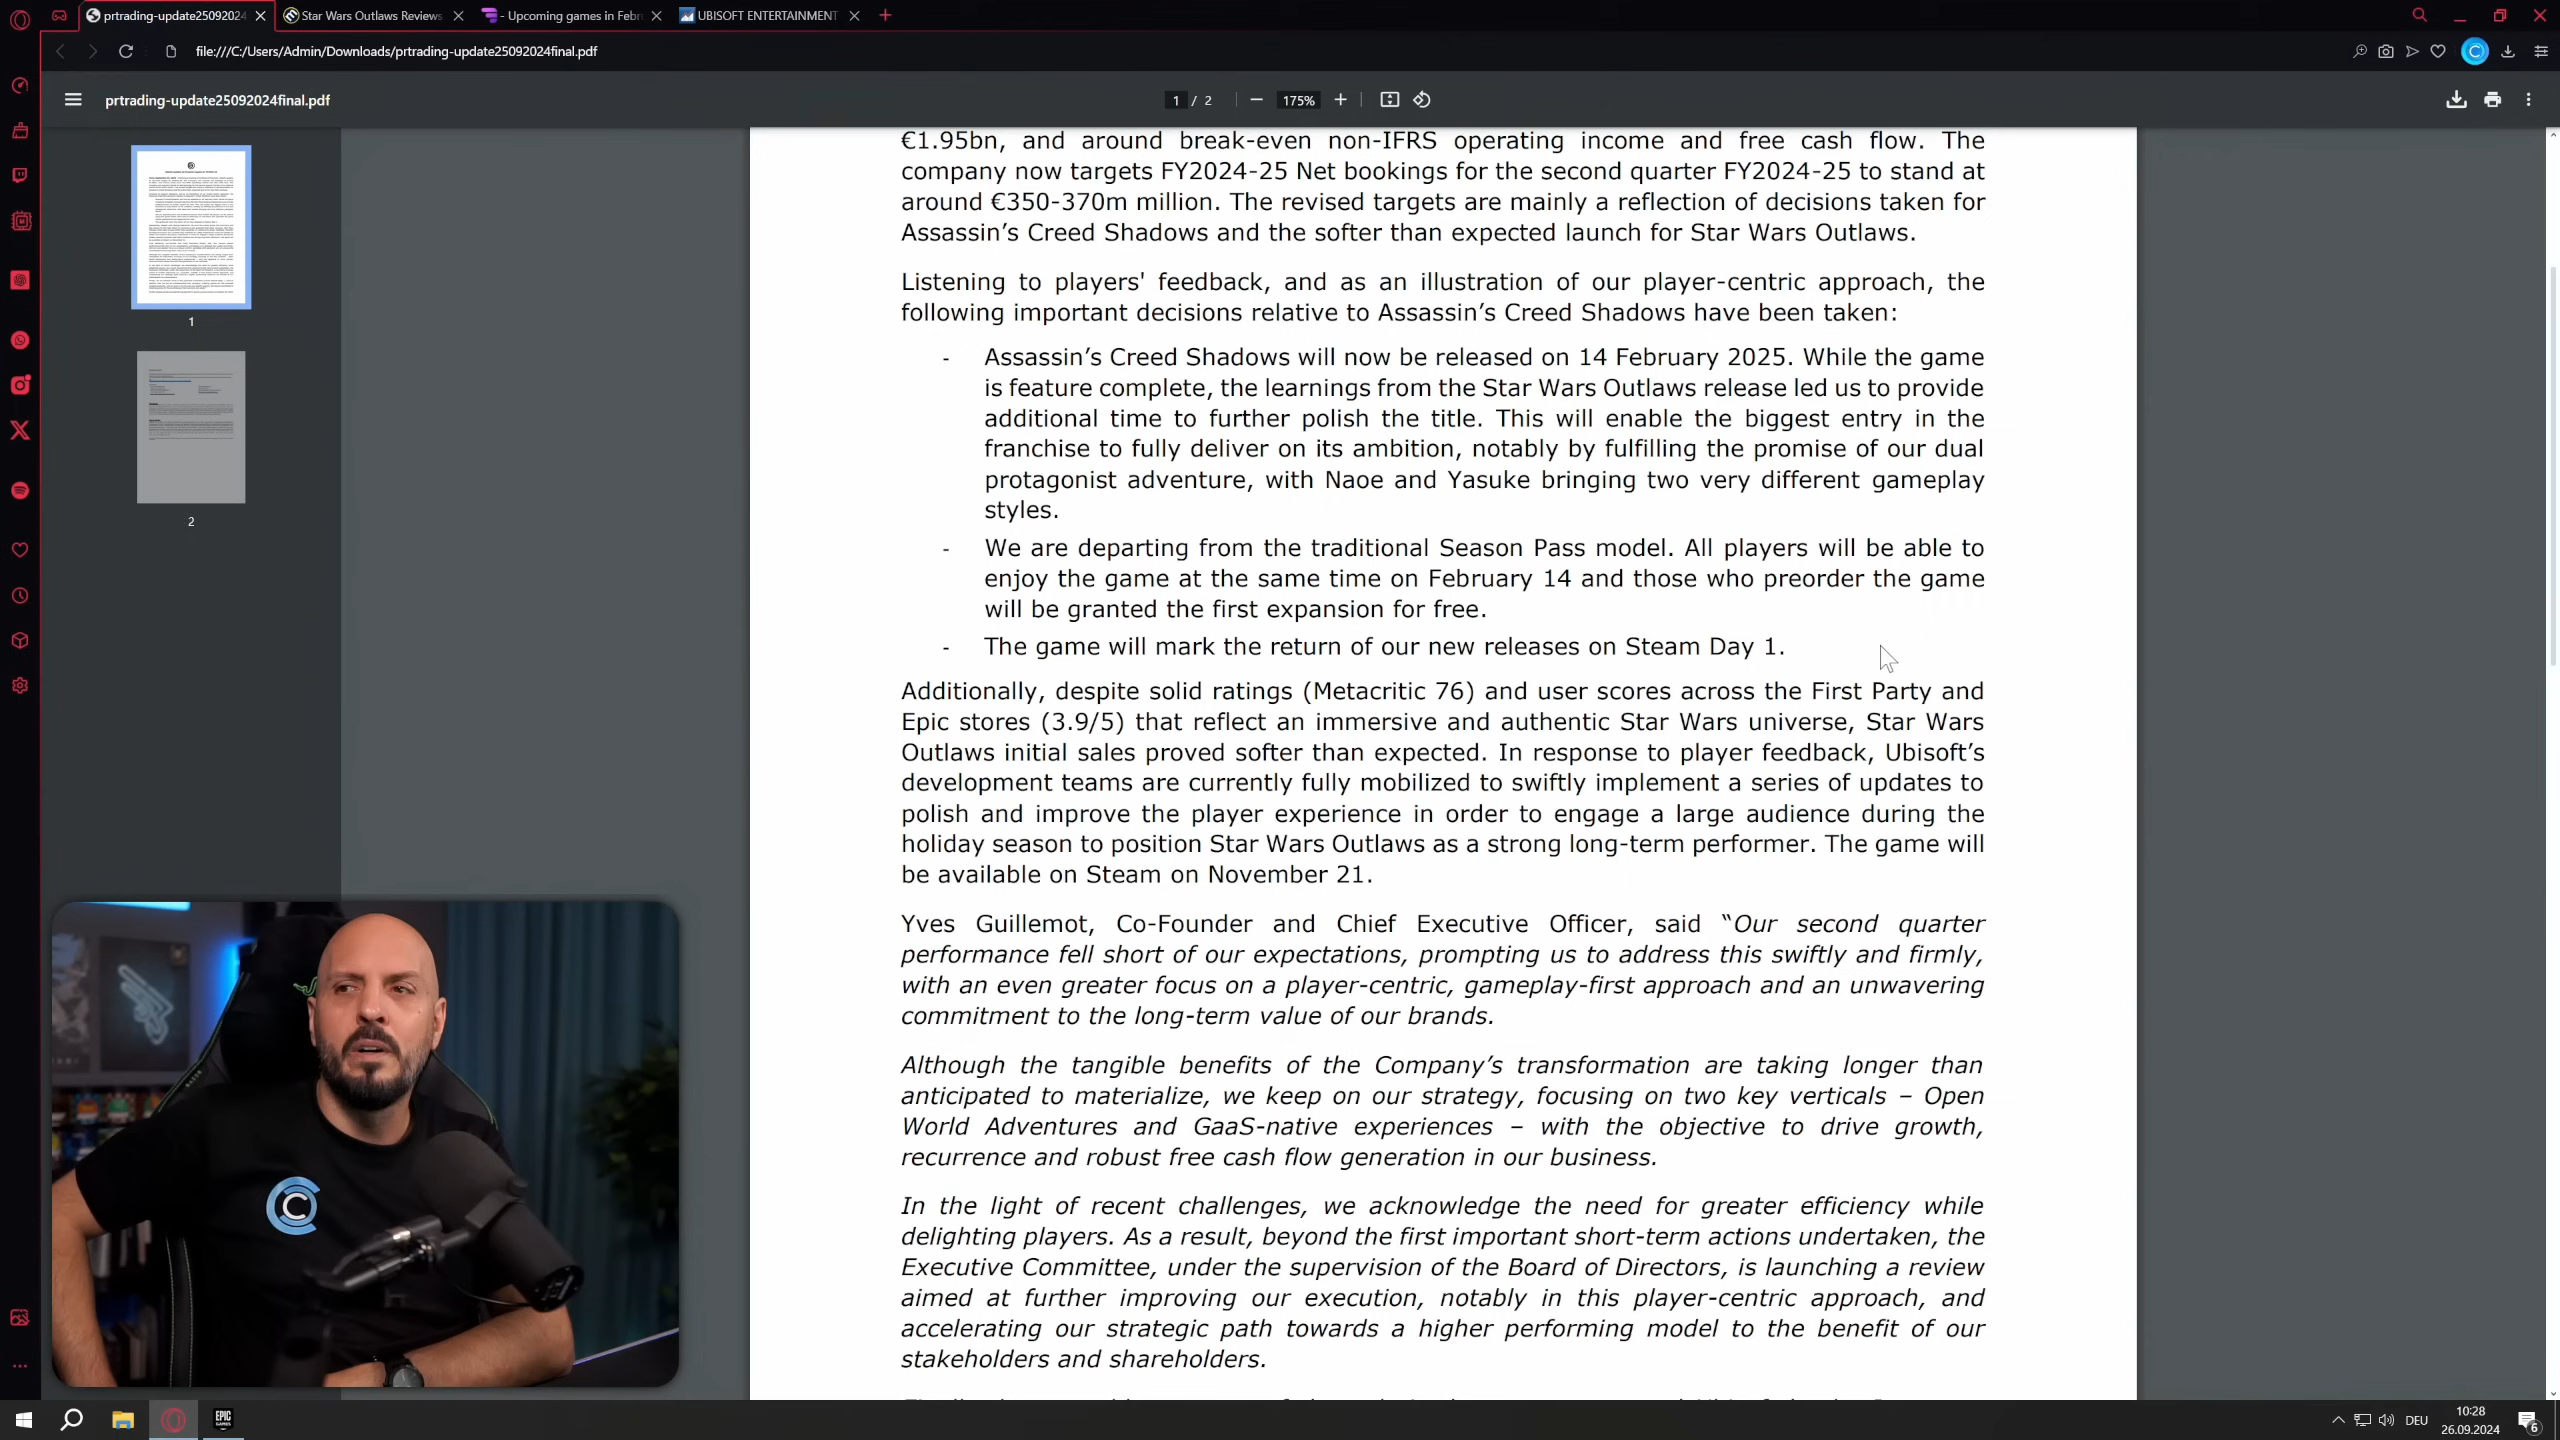 prtrading-update25092024
Star Wars Outlaws Reviews
- Upcoming games in Febr
UBISOFT ENTERTAINMENT
file:///C:/Users/Admin/Downloads/prtrading-update25092024final.pdf
prtrading-update25092024final.pdf
1 / 2
175%
1
2
€1.95bn, and around break-even non-IFRS operating income and free cash flow. The
company now targets FY2024-25 Net bookings for the second quarter FY2024-25 to stand at
around €350-370m million. The revised targets are mainly a reflection of decisions taken for
Assassin’s Creed Shadows and the softer than expected launch for Star Wars Outlaws.
Listening to players' feedback, and as an illustration of our player-centric approach, the
following important decisions relative to Assassin’s Creed Shadows have been taken:
- Assassin’s Creed Shadows will now be released on 14 February 2025. While the game
is feature complete, the learnings from the Star Wars Outlaws release led us to provide
additional time to further polish the title. This will enable the biggest entry in the
franchise to fully deliver on its ambition, notably by fulfilling the promise of our dual
protagonist adventure, with Naoe and Yasuke bringing two very different gameplay
styles.
- We are departing from the traditional Season Pass model. All players will be able to
enjoy the game at the same time on February 14 and those who preorder the game
will be granted the first expansion for free.
- The game will mark the return of our new releases on Steam Day 1.
Additionally, despite solid ratings (Metacritic 76) and user scores across the First Party and
Epic stores (3.9/5) that reflect an immersive and authentic Star Wars universe, Star Wars
Outlaws initial sales proved softer than expected. In response to player feedback, Ubisoft’s
development teams are currently fully mobilized to swiftly implement a series of updates to
polish and improve the player experience in order to engage a large audience during the
holiday season to position Star Wars Outlaws as a strong long-term performer. The game will
be available on Steam on November 21.
Yves Guillemot, Co-Founder and Chief Executive Officer, said “Our second quarter
performance fell short of our expectations, prompting us to address this swiftly and firmly,
with an even greater focus on a player-centric, gameplay-first approach and an unwavering
commitment to the long-term value of our brands.
Although the tangible benefits of the Company’s transformation are taking longer than
anticipated to materialize, we keep on our strategy, focusing on two key verticals – Open
World Adventures and GaaS-native experiences – with the objective to drive growth,
recurrence and robust free cash flow generation in our business.
In the light of recent challenges, we acknowledge the need for greater efficiency while
delighting players. As a result, beyond the first important short-term actions undertaken, the
Executive Committee, under the supervision of the Board of Directors, is launching a review
aimed at further improving our execution, notably in this player-centric approach, and
accelerating our strategic path towards a higher performing model to the benefit of our
stakeholders and shareholders.
EPIC
GAMES
DEU
10:28
26.09.2024
6